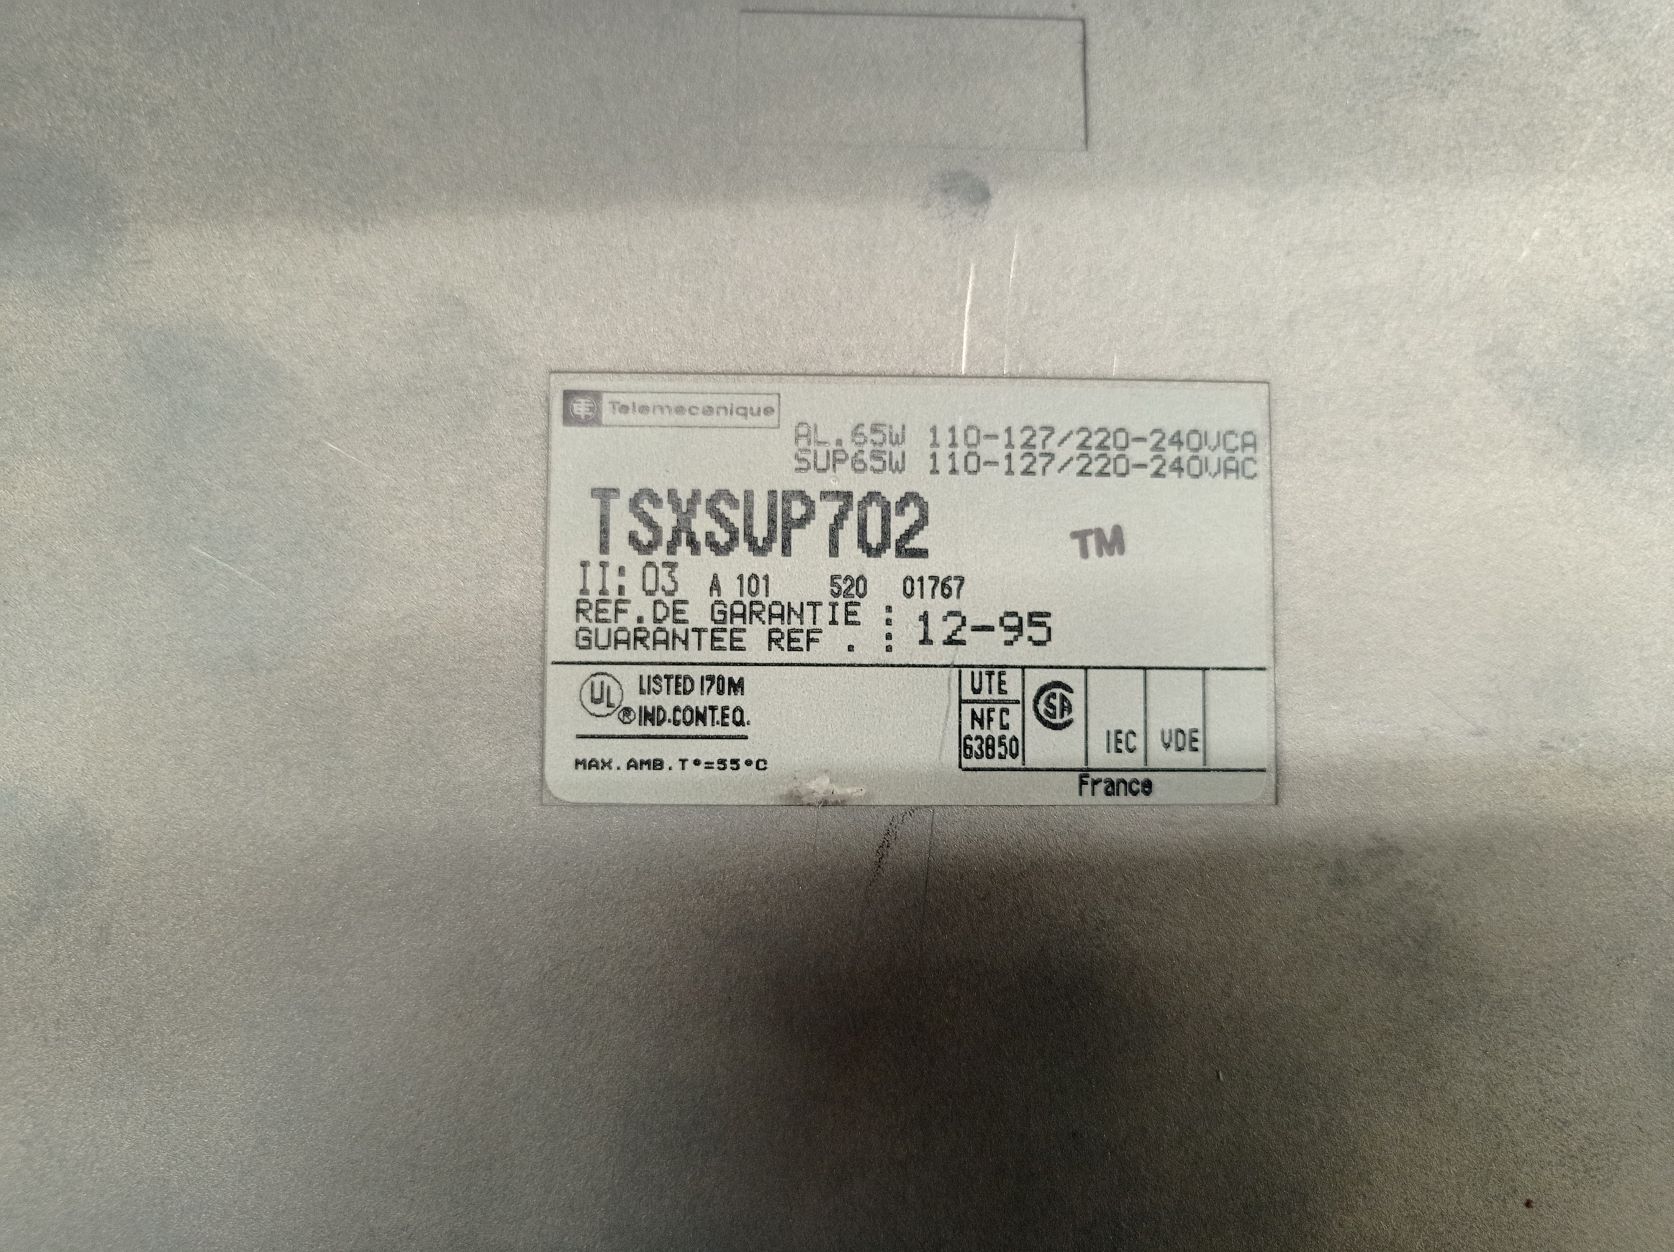 Telemecanique
AL.65W 110-127/220-240VCA
SUP65W 110-127/220-240VAC
TSXSUP702
TM
II: 03 A 101 520 01767
REF.DE GARANTIE :
GUARANTEE REF . : 12-95
UL LISTED 170M
® IND.CONT.EQ.
MAX.AMB.T°=55°C
UTE
NFC
63850
SA
IEC VDE
France